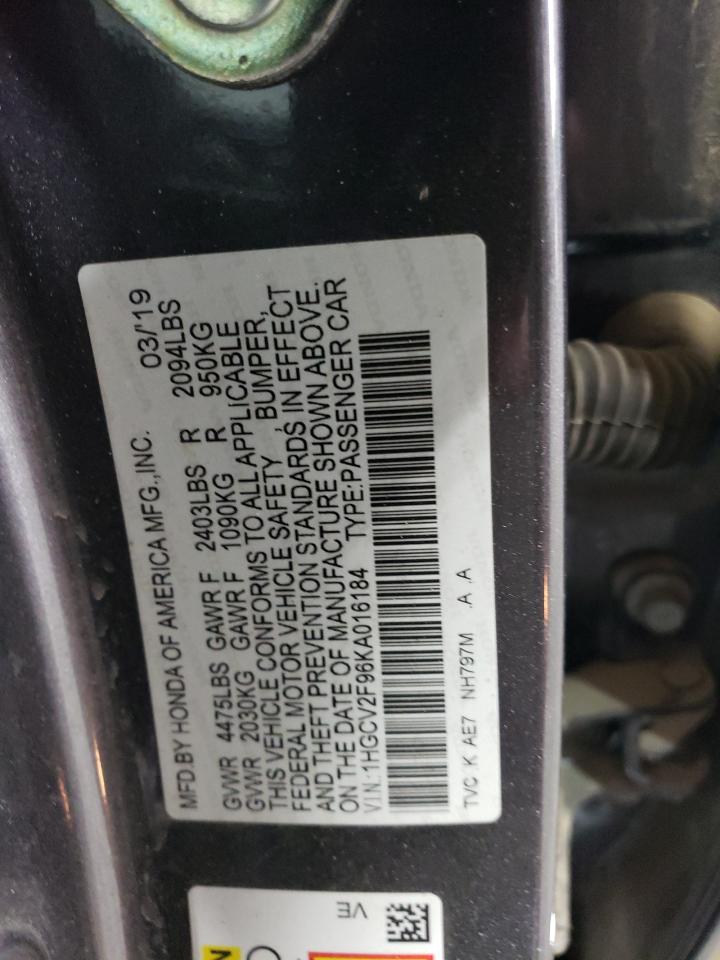 MFD.BY HONDA OF AMERICA MFG.,INC. 03/'19
GVWR 4475LBS GAWR F 2403LBS R 2094LBS
GVWR 2030KG GAWR F 1090KG R 950KG
THIS VEHICLE CONFORMS TO ALL APPLICABLE
FEDERAL MOTOR VEHICLE SAFETY, BUMPER,
AND THEFT PREVENTION STANDARDS IN EFFECT
ON THE DATE OF MANUFACTURE SHOWN ABOVE.
V.I.N.:1HGCV2F96KA016184 TYPE:PASSENGER CAR
TVC K AE7 NH797M .A .A
VE